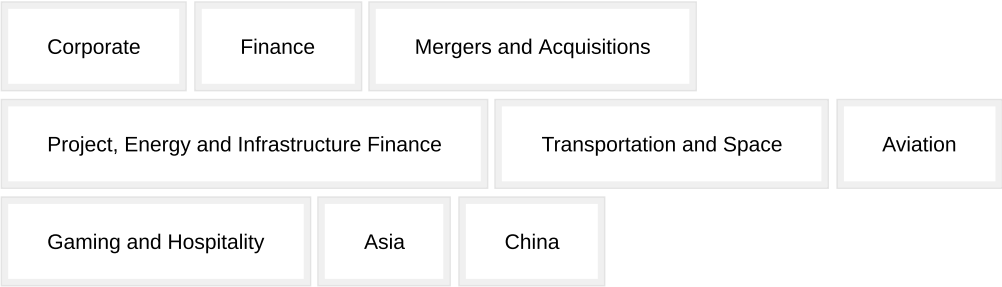 Corporate Finance Mergers and Acquisitions
Project, Energy and Infrastructure Finance Transportation and Space Aviation
Gaming and Hospitality Asia China